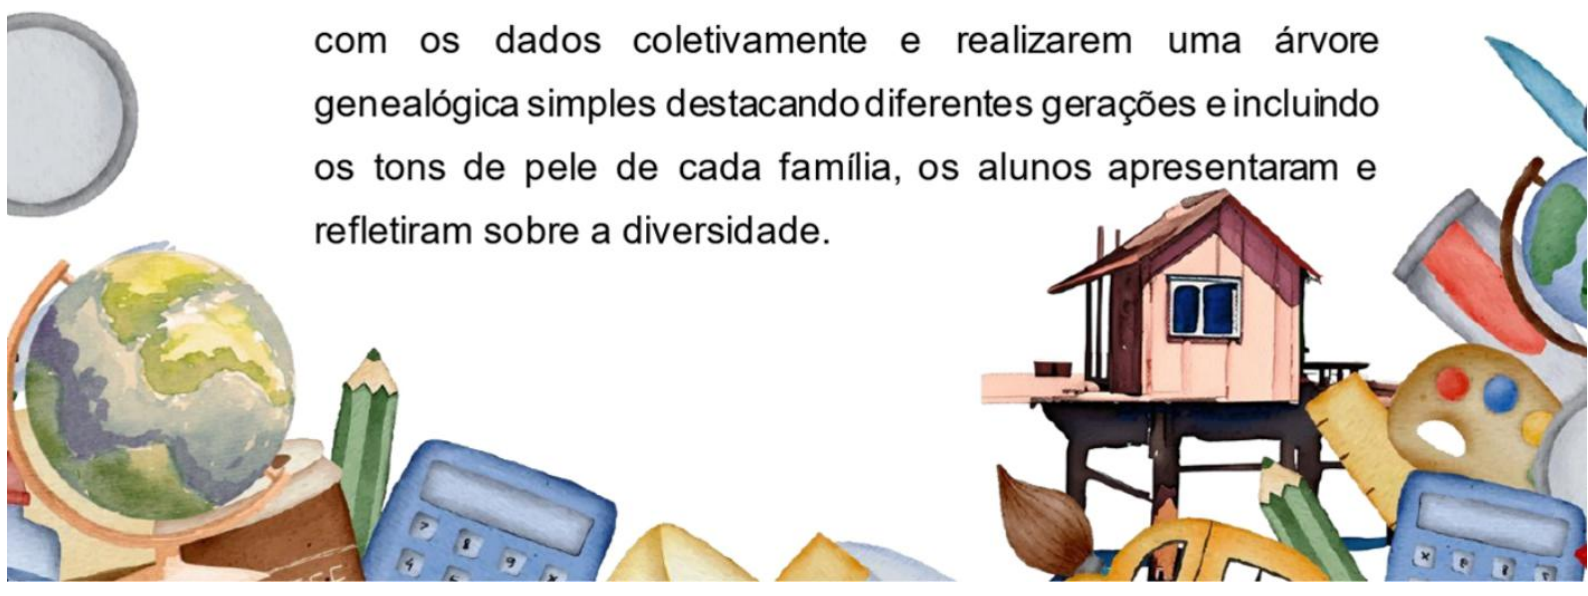 com os dados coletivamente e realizarem uma árvore
genealógica simples destacando diferentes gerações e incluindo
os tons de pele de cada família, os alunos apresentaram e
refletiram sobre a diversidade.